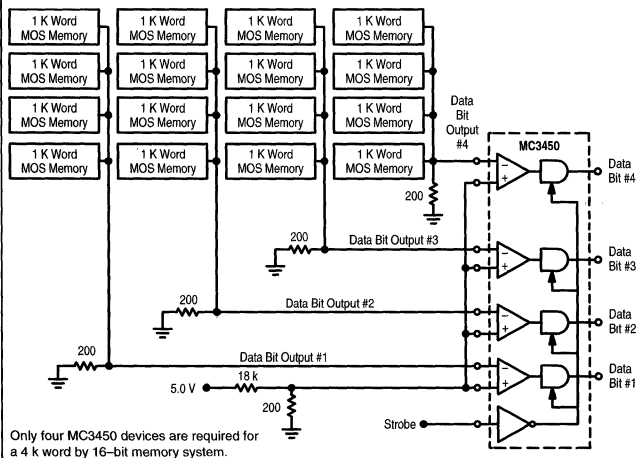 1 K Word 1 K Word 1 K Word 1 K Word
MOS Memory MOS Memory MOS Memory MOS Memory
1 K Word 1 K Word 1 K Word 1 K Word
MOS Memory MOS Memory MOS Memory MOS Memory
1 K Word 1 K Word 1 K Word 1 K Word
MOS Memory MOS Memory MOS Memory MOS Memory
1 K Word 1 K Word 1 K Word 1 K Word
MOS Memory MOS Memory MOS Memory MOS Memory
Data
Bit
Output
#4
MC3450
200
Data
Bit #4
200
Data Bit Output #3
Data
Bit #3
200
Data Bit Output #2
Data
Bit #2
200
Data Bit Output #1
Data
Bit #1
5.0 V
18 k
200
Strobe
− +
− +
− +
− +
Only four MC3450 devices are required for
a 4 k word by 16–bit memory system.